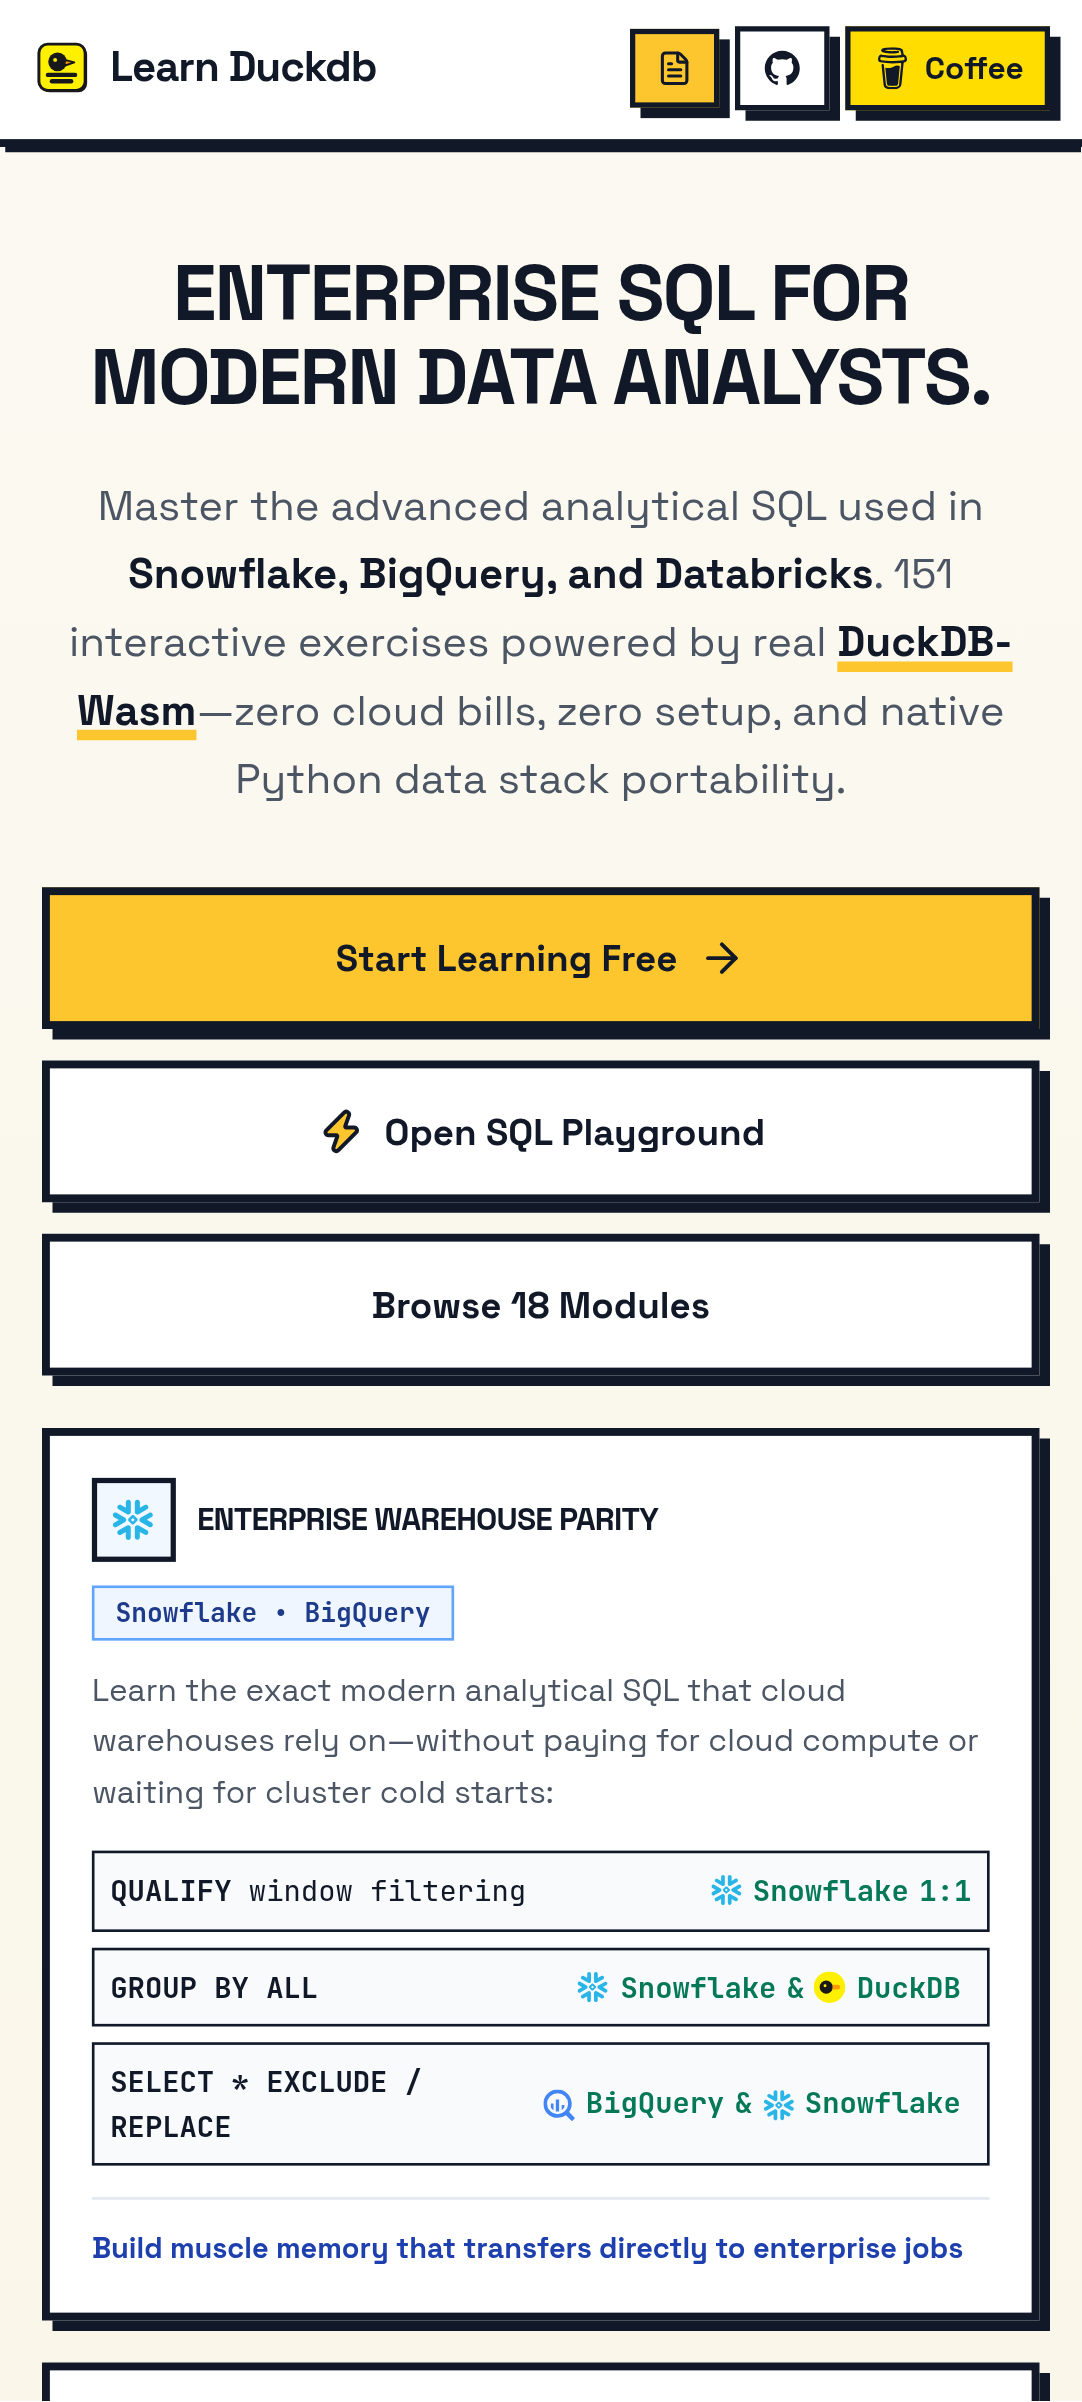 Learn Duckdb
Coffee
ENTERPRISE SQL FOR
MODERN DATA ANALYSTS.
Master the advanced analytical SQL used in
Snowflake, BigQuery, and Databricks. 151
interactive exercises powered by real DuckDB-
Wasm—zero cloud bills, zero setup, and native
Python data stack portability.
Start Learning Free →
Open SQL Playground
Browse 18 Modules
ENTERPRISE WAREHOUSE PARITY
Snowflake • BigQuery
Learn the exact modern analytical SQL that cloud
warehouses rely on—without paying for cloud compute or
waiting for cluster cold starts:
QUALIFY window filtering Snowflake 1:1
GROUP BY ALL Snowflake & DuckDB
SELECT * EXCLUDE /
REPLACE
BigQuery & Snowflake
Build muscle memory that transfers directly to enterprise jobs